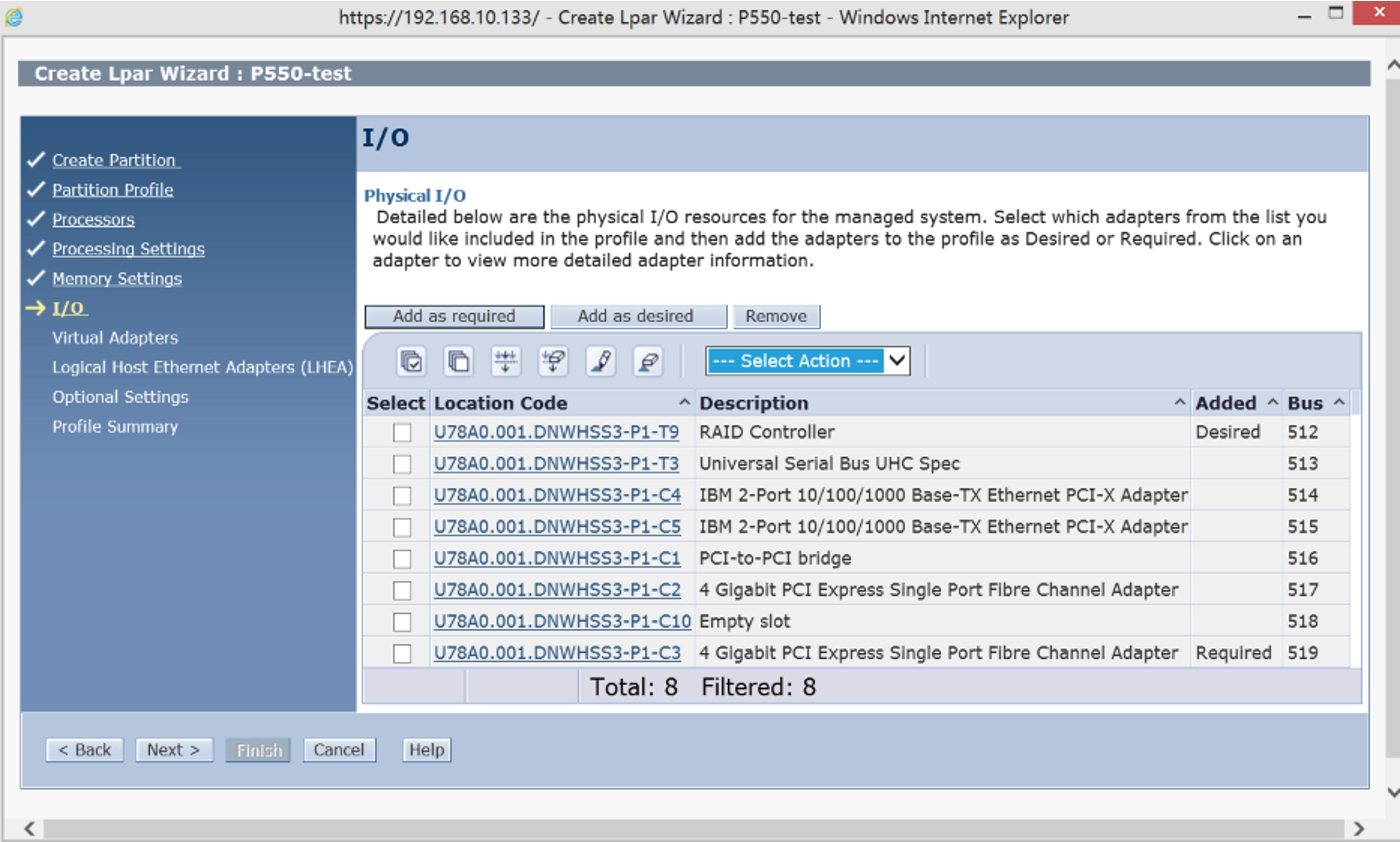 https://192.168.10.133/ - Create Lpar Wizard : P550-test - Windows Internet Explorer
Create Lpar Wizard : P550-test
Create Partition
Partition Profile
Processors
Processing Settings
Memory Settings
I/O
Virtual Adapters
Logical Host Ethernet Adapters (LHEA)
Optional Settings
Profile Summary
I/O
Physical I/O
Detailed below are the physical I/O resources for the managed system. Select which adapters from the list you
would like included in the profile and then add the adapters to the profile as Desired or Required. Click on an
adapter to view more detailed adapter information.
Add as required Add as desired Remove
--- Select Action ---
Select Location Code Description Added Bus
U78A0.001.DNWHSS3-P1-T9 RAID Controller Desired 512
U78A0.001.DNWHSS3-P1-T3 Universal Serial Bus UHC Spec 513
U78A0.001.DNWHSS3-P1-C4 IBM 2-Port 10/100/1000 Base-TX Ethernet PCI-X Adapter 514
U78A0.001.DNWHSS3-P1-C5 IBM 2-Port 10/100/1000 Base-TX Ethernet PCI-X Adapter 515
U78A0.001.DNWHSS3-P1-C1 PCI-to-PCI bridge 516
U78A0.001.DNWHSS3-P1-C2 4 Gigabit PCI Express Single Port Fibre Channel Adapter 517
U78A0.001.DNWHSS3-P1-C10 Empty slot 518
U78A0.001.DNWHSS3-P1-C3 4 Gigabit PCI Express Single Port Fibre Channel Adapter Required 519
Total: 8 Filtered: 8
< Back Next > Finish Cancel Help